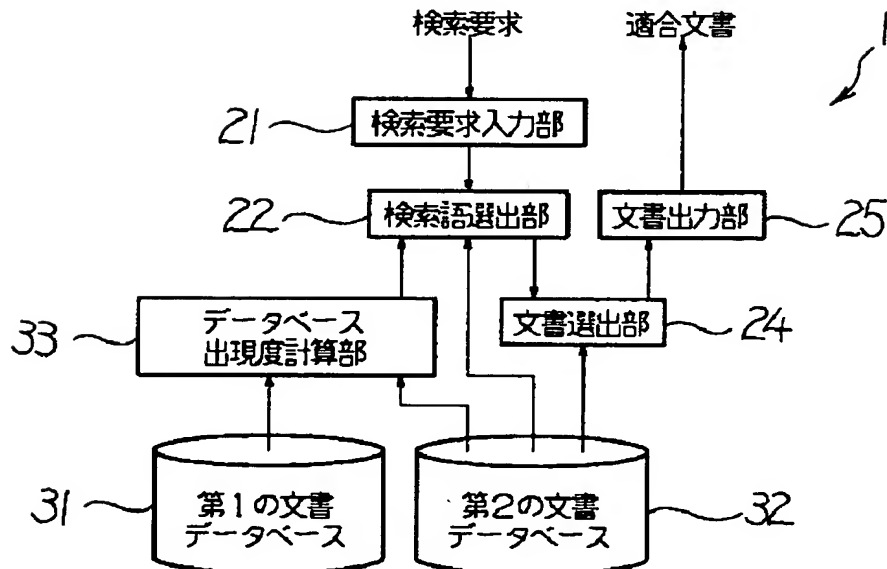 検索要求
適合文書
1
21
検索要求入力部
22
検索語選出部
文書出力部
25
33
データベース
出現度計算部
文書選出部
24
31
第1の文書
データベース
第2の文書
データベース
32